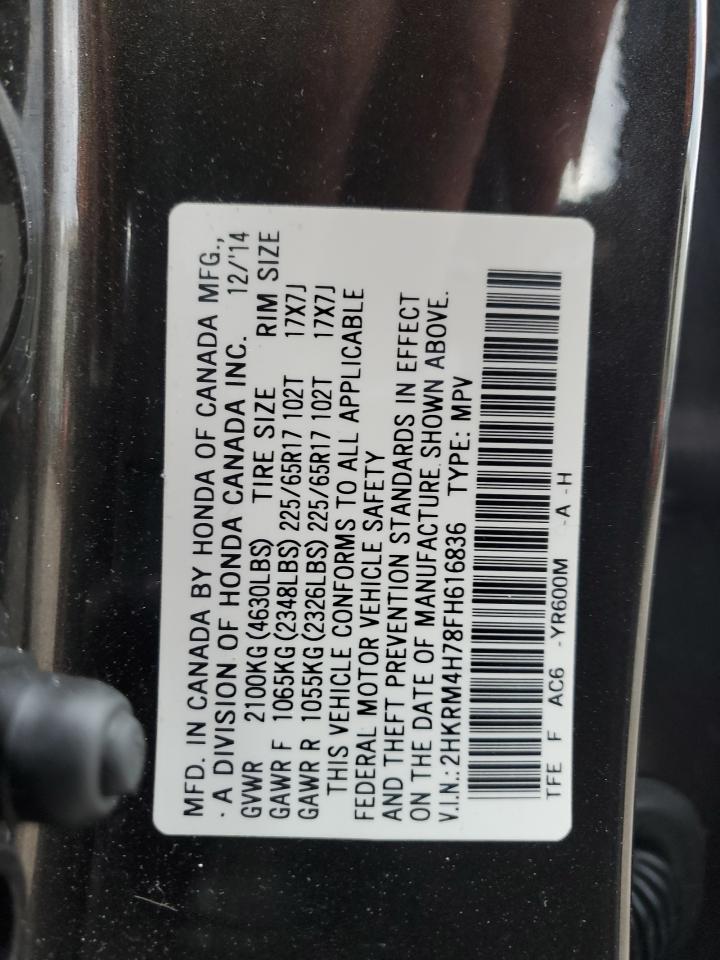 MFD. IN CANADA BY HONDA OF CANADA MFG.,
· A DIVISION OF HONDA CANADA INC. 12/'14
GVWR 2100KG(4630LBS) TIRE SIZE RIM SIZE
GAWR F 1065KG(2348LBS) 225/65R17 102T 17X7J
GAWR R 1055KG(2326LBS) 225/65R17 102T 17X7J
THIS VEHICLE CONFORMS TO ALL APPLICABLE
FEDERAL MOTOR VEHICLE SAFETY
AND THEFT PREVENTION STANDARDS IN EFFECT
ON THE DATE OF MANUFACTURE SHOWN ABOVE.
V.I.N.: 2HKRM4H78FH616836 TYPE: MPV
TFE F AC6 -YR600M -A -H